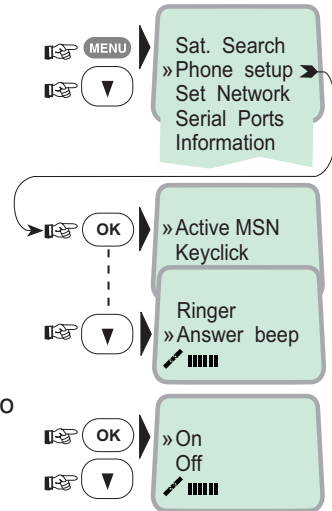 MENU
Sat. Search
»Phone setup
Set Network
Serial Ports
Information
OK
»Active MSN
Keyclick
Ringer
»Answer beep
o
OK
»On
Off